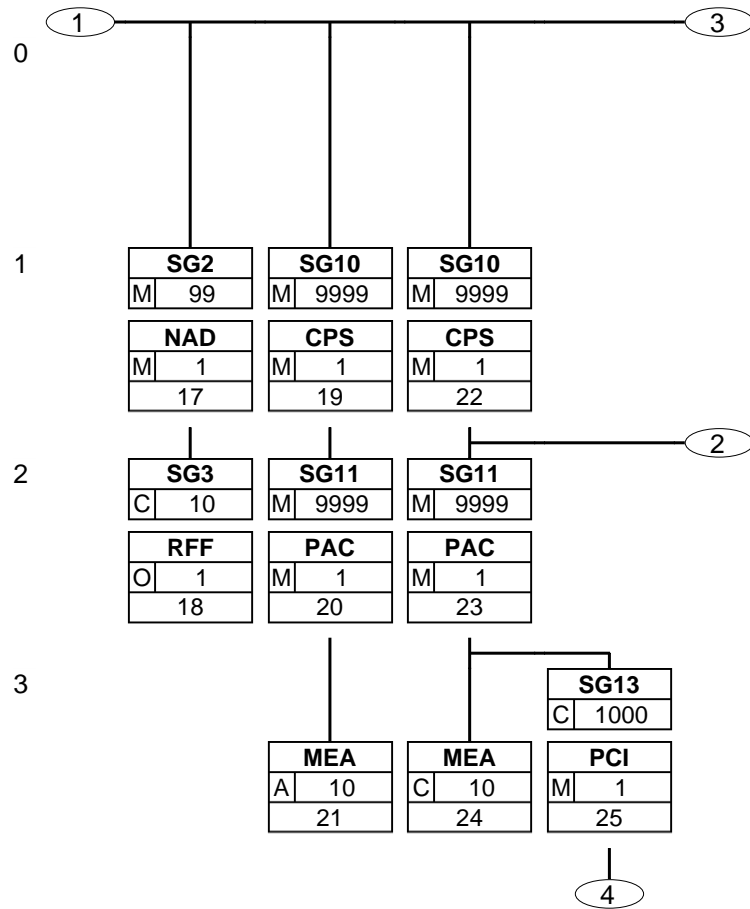 1 3
0
1 SG2 SG10 SG10
M 99 M 9999 M 9999
NAD CPS CPS
M 1 M 1 M 1
17 19 22
2
2 SG3 SG11 SG11
C 10 M 9999 M 9999
RFF PAC PAC
O 1 M 1 M 1
18 20 23
3 SG13
C 1000
MEA MEA PCI
A 10 C 10 M 1
21 24 25
4